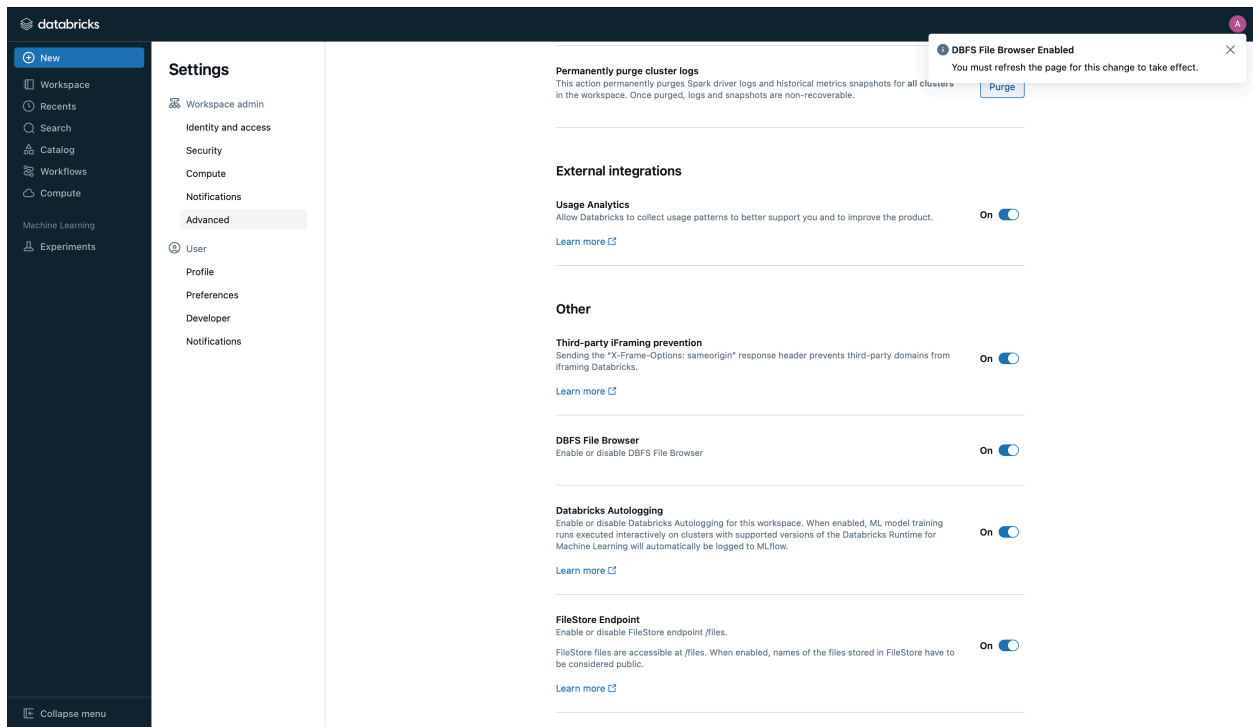 databricks
A
New
Workspace
Recents
Search
Catalog
Workflows
Compute
Machine Learning
Experiments
Collapse menu
Settings
Workspace admin
Identity and access
Security
Compute
Notifications
Advanced
User
Profile
Preferences
Developer
Notifications
DBFS File Browser Enabled
You must refresh the page for this change to take effect.
Permanently purge cluster logs
This action permanently purges Spark driver logs and historical metrics snapshots for all clusters
in the workspace. Once purged, logs and snapshots are non-recoverable.
Purge
External integrations
Usage Analytics
Allow Databricks to collect usage patterns to better support you and to improve the product.
On
Learn more
Other
Third-party iFraming prevention
Sending the "X-Frame-Options: sameorigin" response header prevents third-party domains from
iframing Databricks.
On
Learn more
DBFS File Browser
Enable or disable DBFS File Browser
On
Databricks Autologging
Enable or disable Databricks Autologging for this workspace. When enabled, ML model training
runs executed interactively on clusters with supported versions of the Databricks Runtime for
Machine Learning will automatically be logged to MLflow.
On
Learn more
FileStore Endpoint
Enable or disable FileStore endpoint /files.
FileStore files are accessible at /files. When enabled, names of the files stored in FileStore have to
be considered public.
On
Learn more